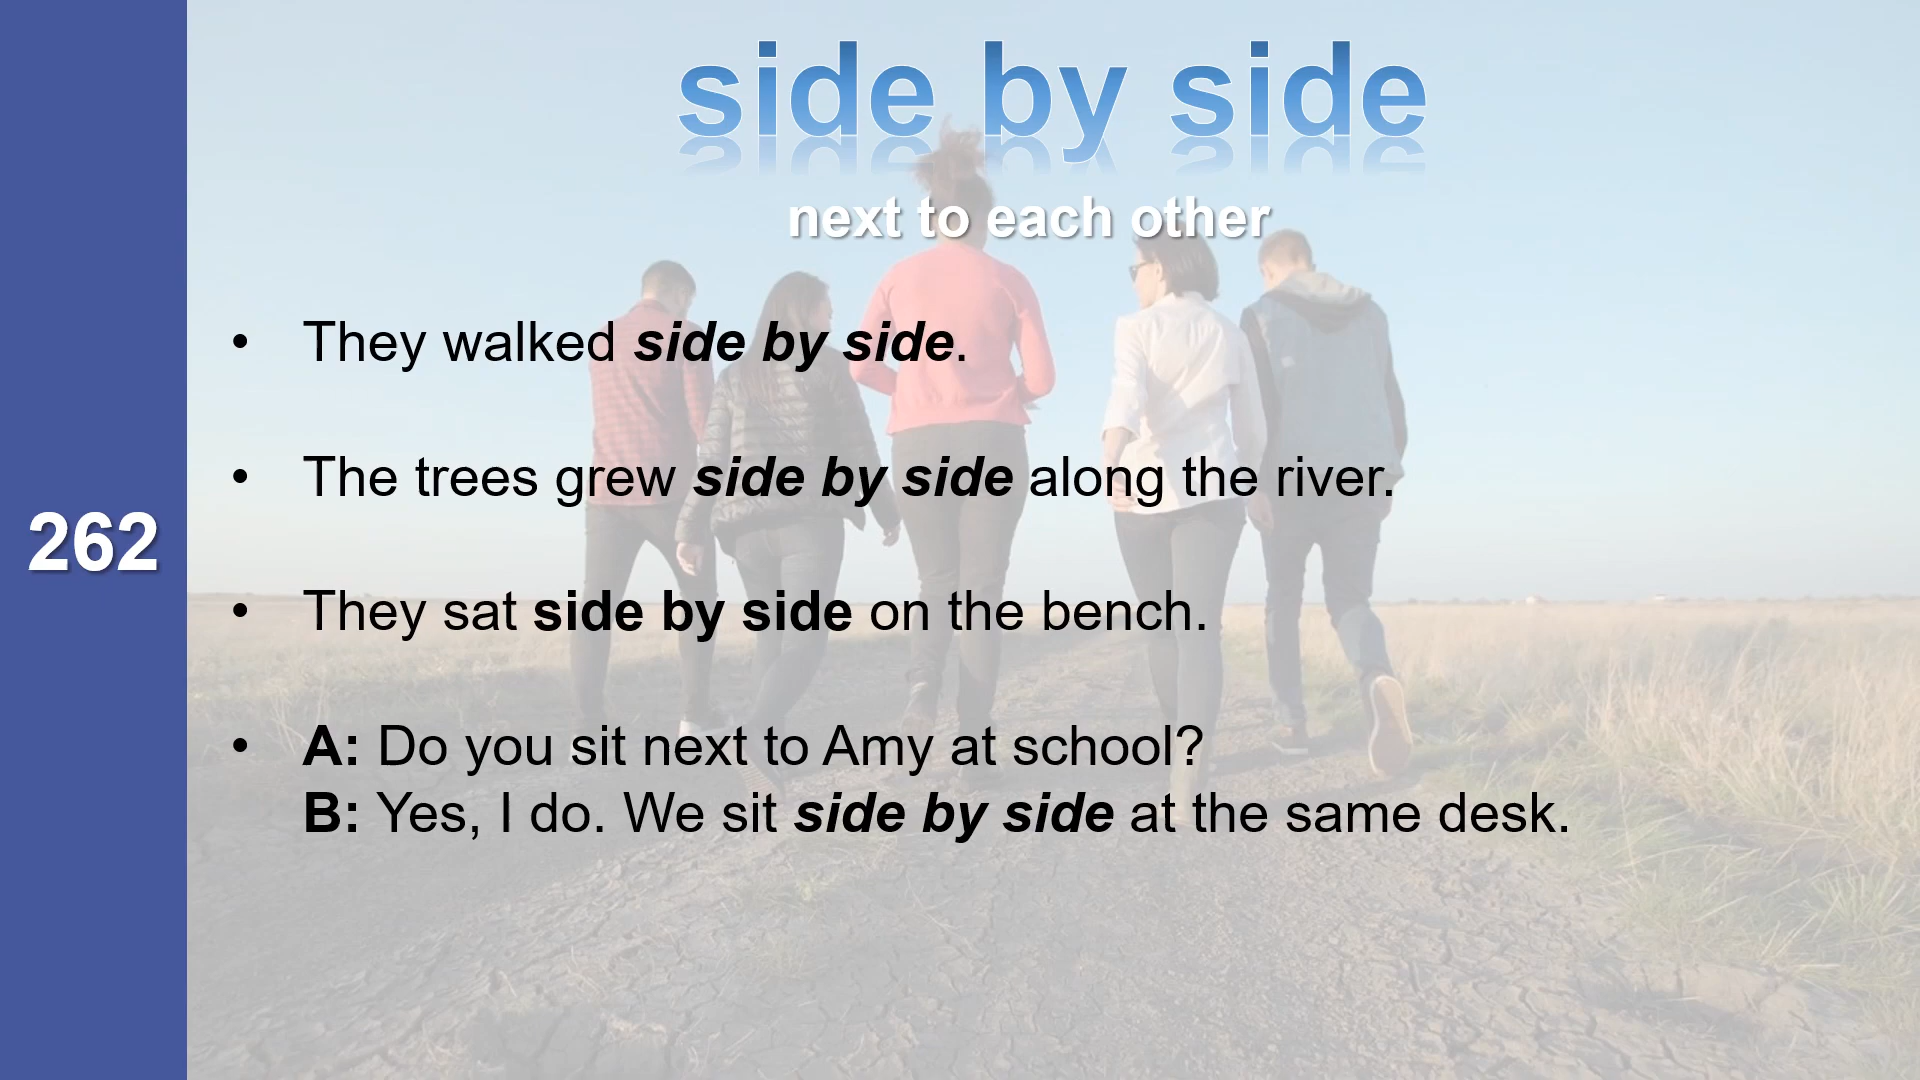 side by side
next to each other
• They walked side by side.
• The trees grew side by side along the river.
262
• They sat side by side on the bench.
• A: Do you sit next to Amy at school?
B: Yes, I do. We sit side by side at the same desk.